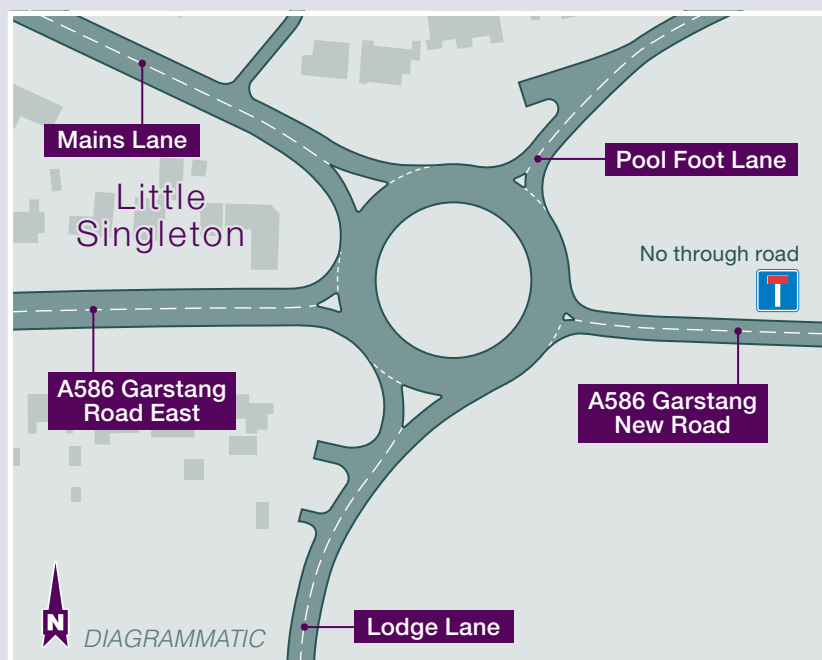 Mains Lane
Pool Foot Lane
Little
Singleton
No through road
A586 Garstang
Road East
A586 Garstang
New Road
Lodge Lane
N
DIAGRAMMATIC